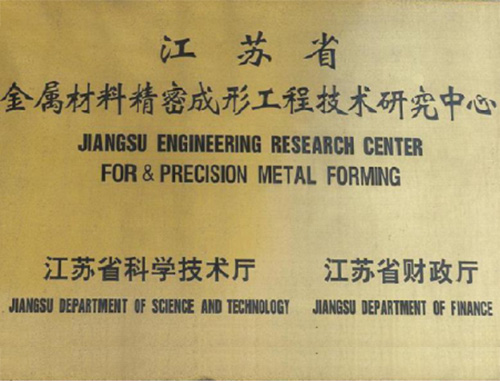 江苏省
金属材料精密成形工程技术研究中心
JIANGSU ENGINEERING RESEARCH CENTER
FOR & PRECISION METAL FORMING
江苏省科学技术厅 江苏省财政厅
JIANGSU DEPARTMENT OF SCIENCE AND TECHNOLOGY JIANGSU DEPARTMENT OF FINANCE